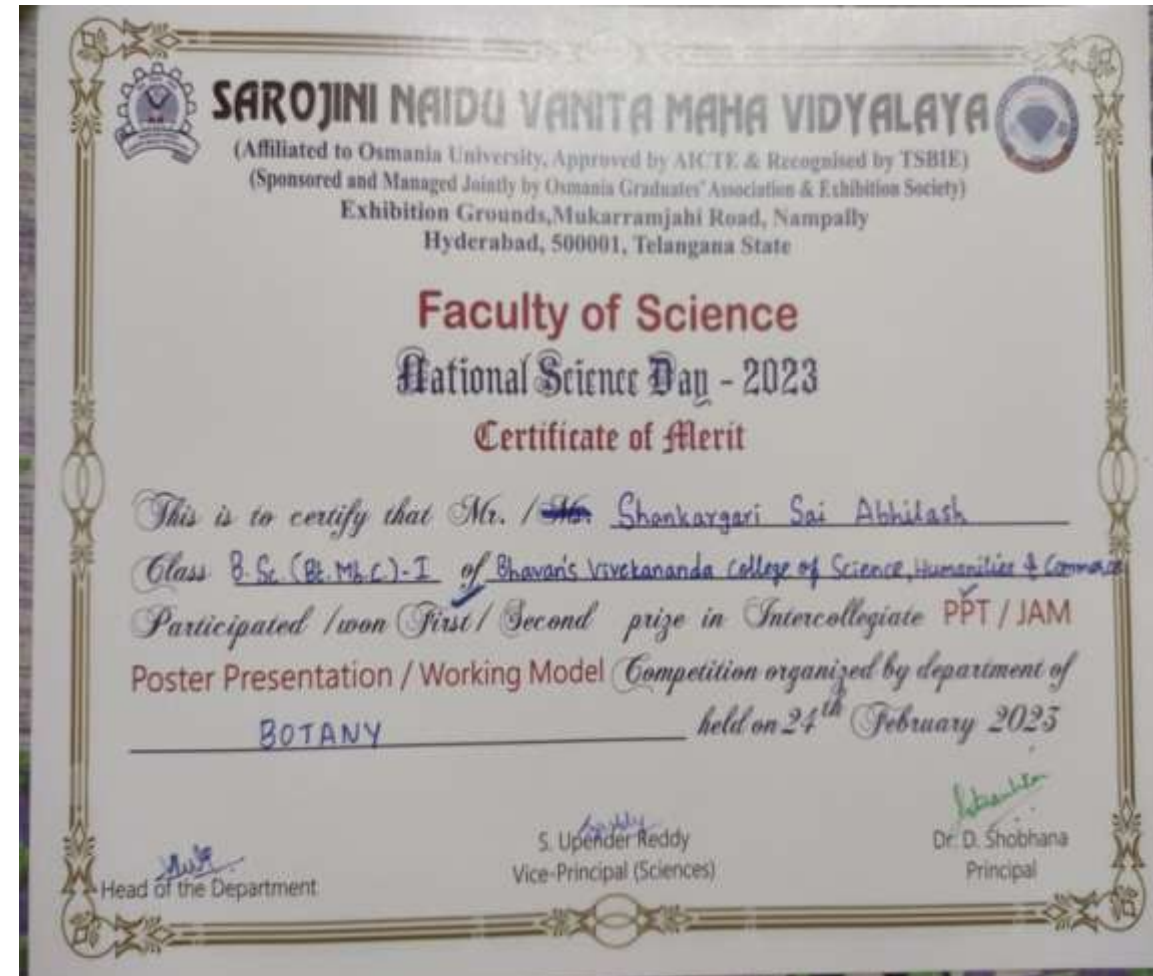 SAROJINI NAIDU VANITA MAHA VIDYALAYA
(Affiliated to Osmania University, Approved by AICTE & Recognised by TSBIE)
(Sponsored and Managed Jointly by Osmania Graduates' Association & Exhibition Society)
Exhibition Grounds,Mukarramjahi Road, Nampally
Hyderabad, 500001, Telangana State
Faculty of Science
National Science Day - 2023
Certificate of Merit
This is to certify that Mr. / Shankargari Sai Abhilash
Class B.Sc (Bt.Mb.C)-I of Bhavan's Vivekananda College of Science, Humanities & Commerce
Participated /won First/ Second prize in Intercollegiate PPT / JAM
Poster Presentation / Working Model Competition organized by department of
BOTANY held on 24th February 2023
S. Upender Reddy
Dr. D. Shobhana
Head of the Department
Vice-Principal (Sciences)
Principal